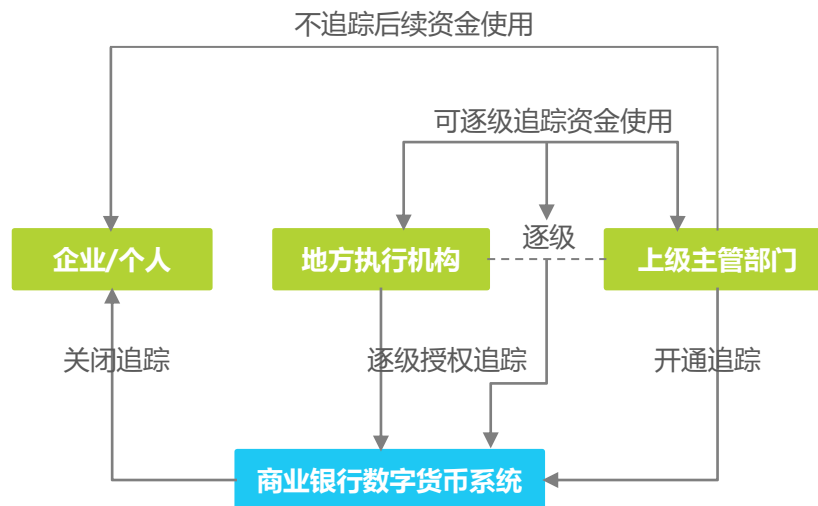 不追踪后续资金使用
可逐级追踪资金使用
企业/个人
地方执行机构
逐级
上级主管部门
关闭追踪
逐级授权追踪
开通追踪
商业银行数字货币系统